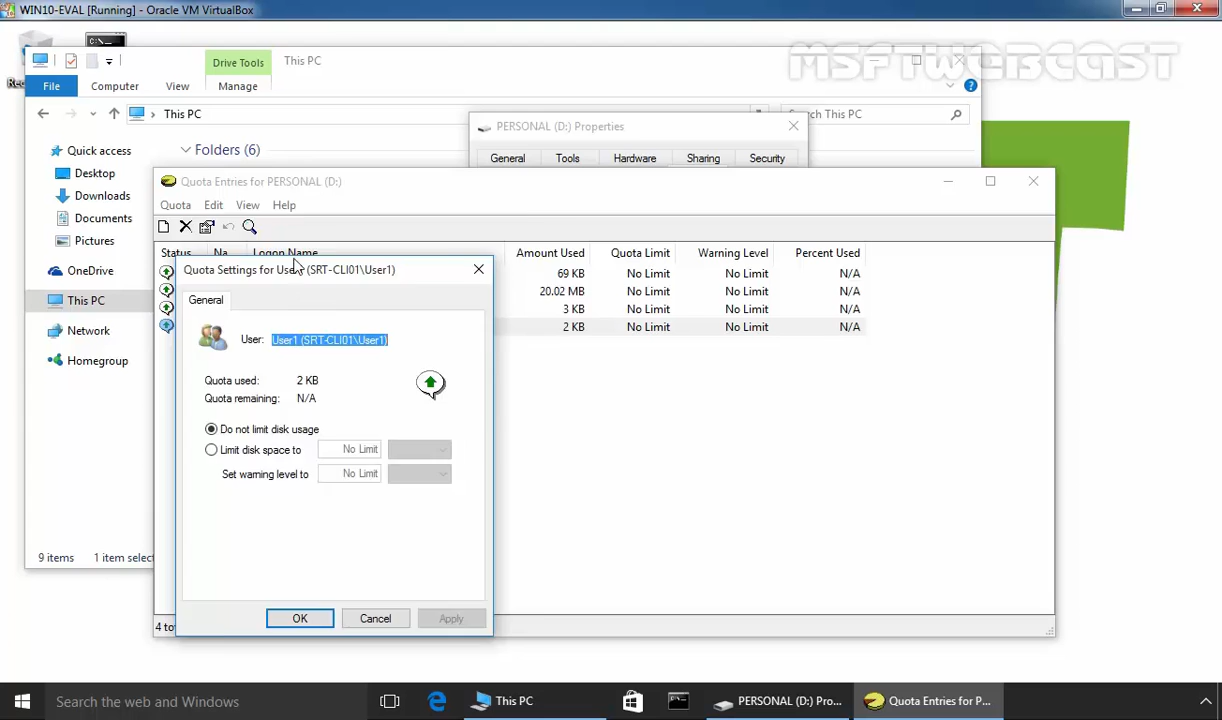 WIN10-EVAL [Running] - Oracle VM VirtualBox
MSFTWEBCAST
Drive Tools
This PC
File
Computer
View
Manage
This PC
Search This PC
PERSONAL (D:) Properties
General
Tools
Hardware
Sharing
Security
Quick access
Desktop
Downloads
Documents
Pictures
OneDrive
This PC
Network
Homegroup
Folders (6)
9 items
1 item select
Quota Entries for PERSONAL (D:)
Quota
Edit
View
Help
Status
Na
Logon Name
Amount Used
Quota Limit
Warning Level
Percent Used
69 KB
No Limit
No Limit
N/A
20.02 MB
No Limit
No Limit
N/A
3 KB
No Limit
No Limit
N/A
2 KB
No Limit
No Limit
N/A
Quota Settings for User (SRT-CLI01\User1)
General
User:
User1 (SRT-CLI01\User1)
Quota used:
2 KB
Quota remaining:
N/A
Do not limit disk usage
Limit disk space to
No Limit
Set warning level to
No Limit
OK
Cancel
Apply
4 to
Search the web and Windows
This PC
PERSONAL (D:) Pro...
Quota Entries for P...